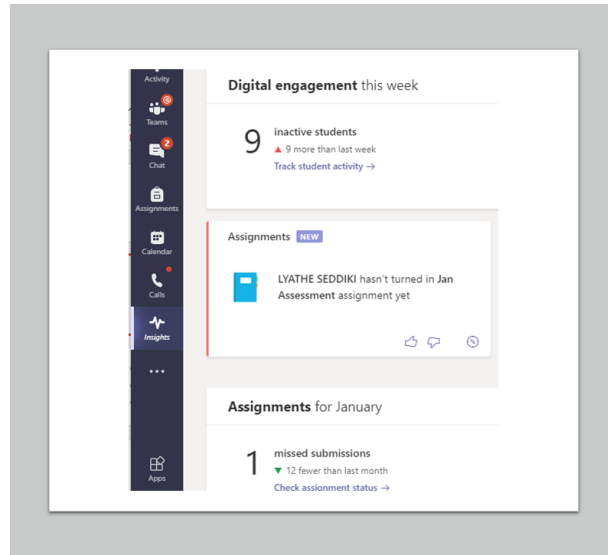 Activity
Teams
2
Chat
Assignments
Calendar
Calls
Insights
Apps
Digital engagement this week
9
inactive students
9 more than last week
Track student activity →
Assignments NEW
LYATHE SEDDIKI hasn't turned in Jan
Assessment assignment yet
Assignments for January
1
missed submissions
12 fewer than last month
Check assignment status →